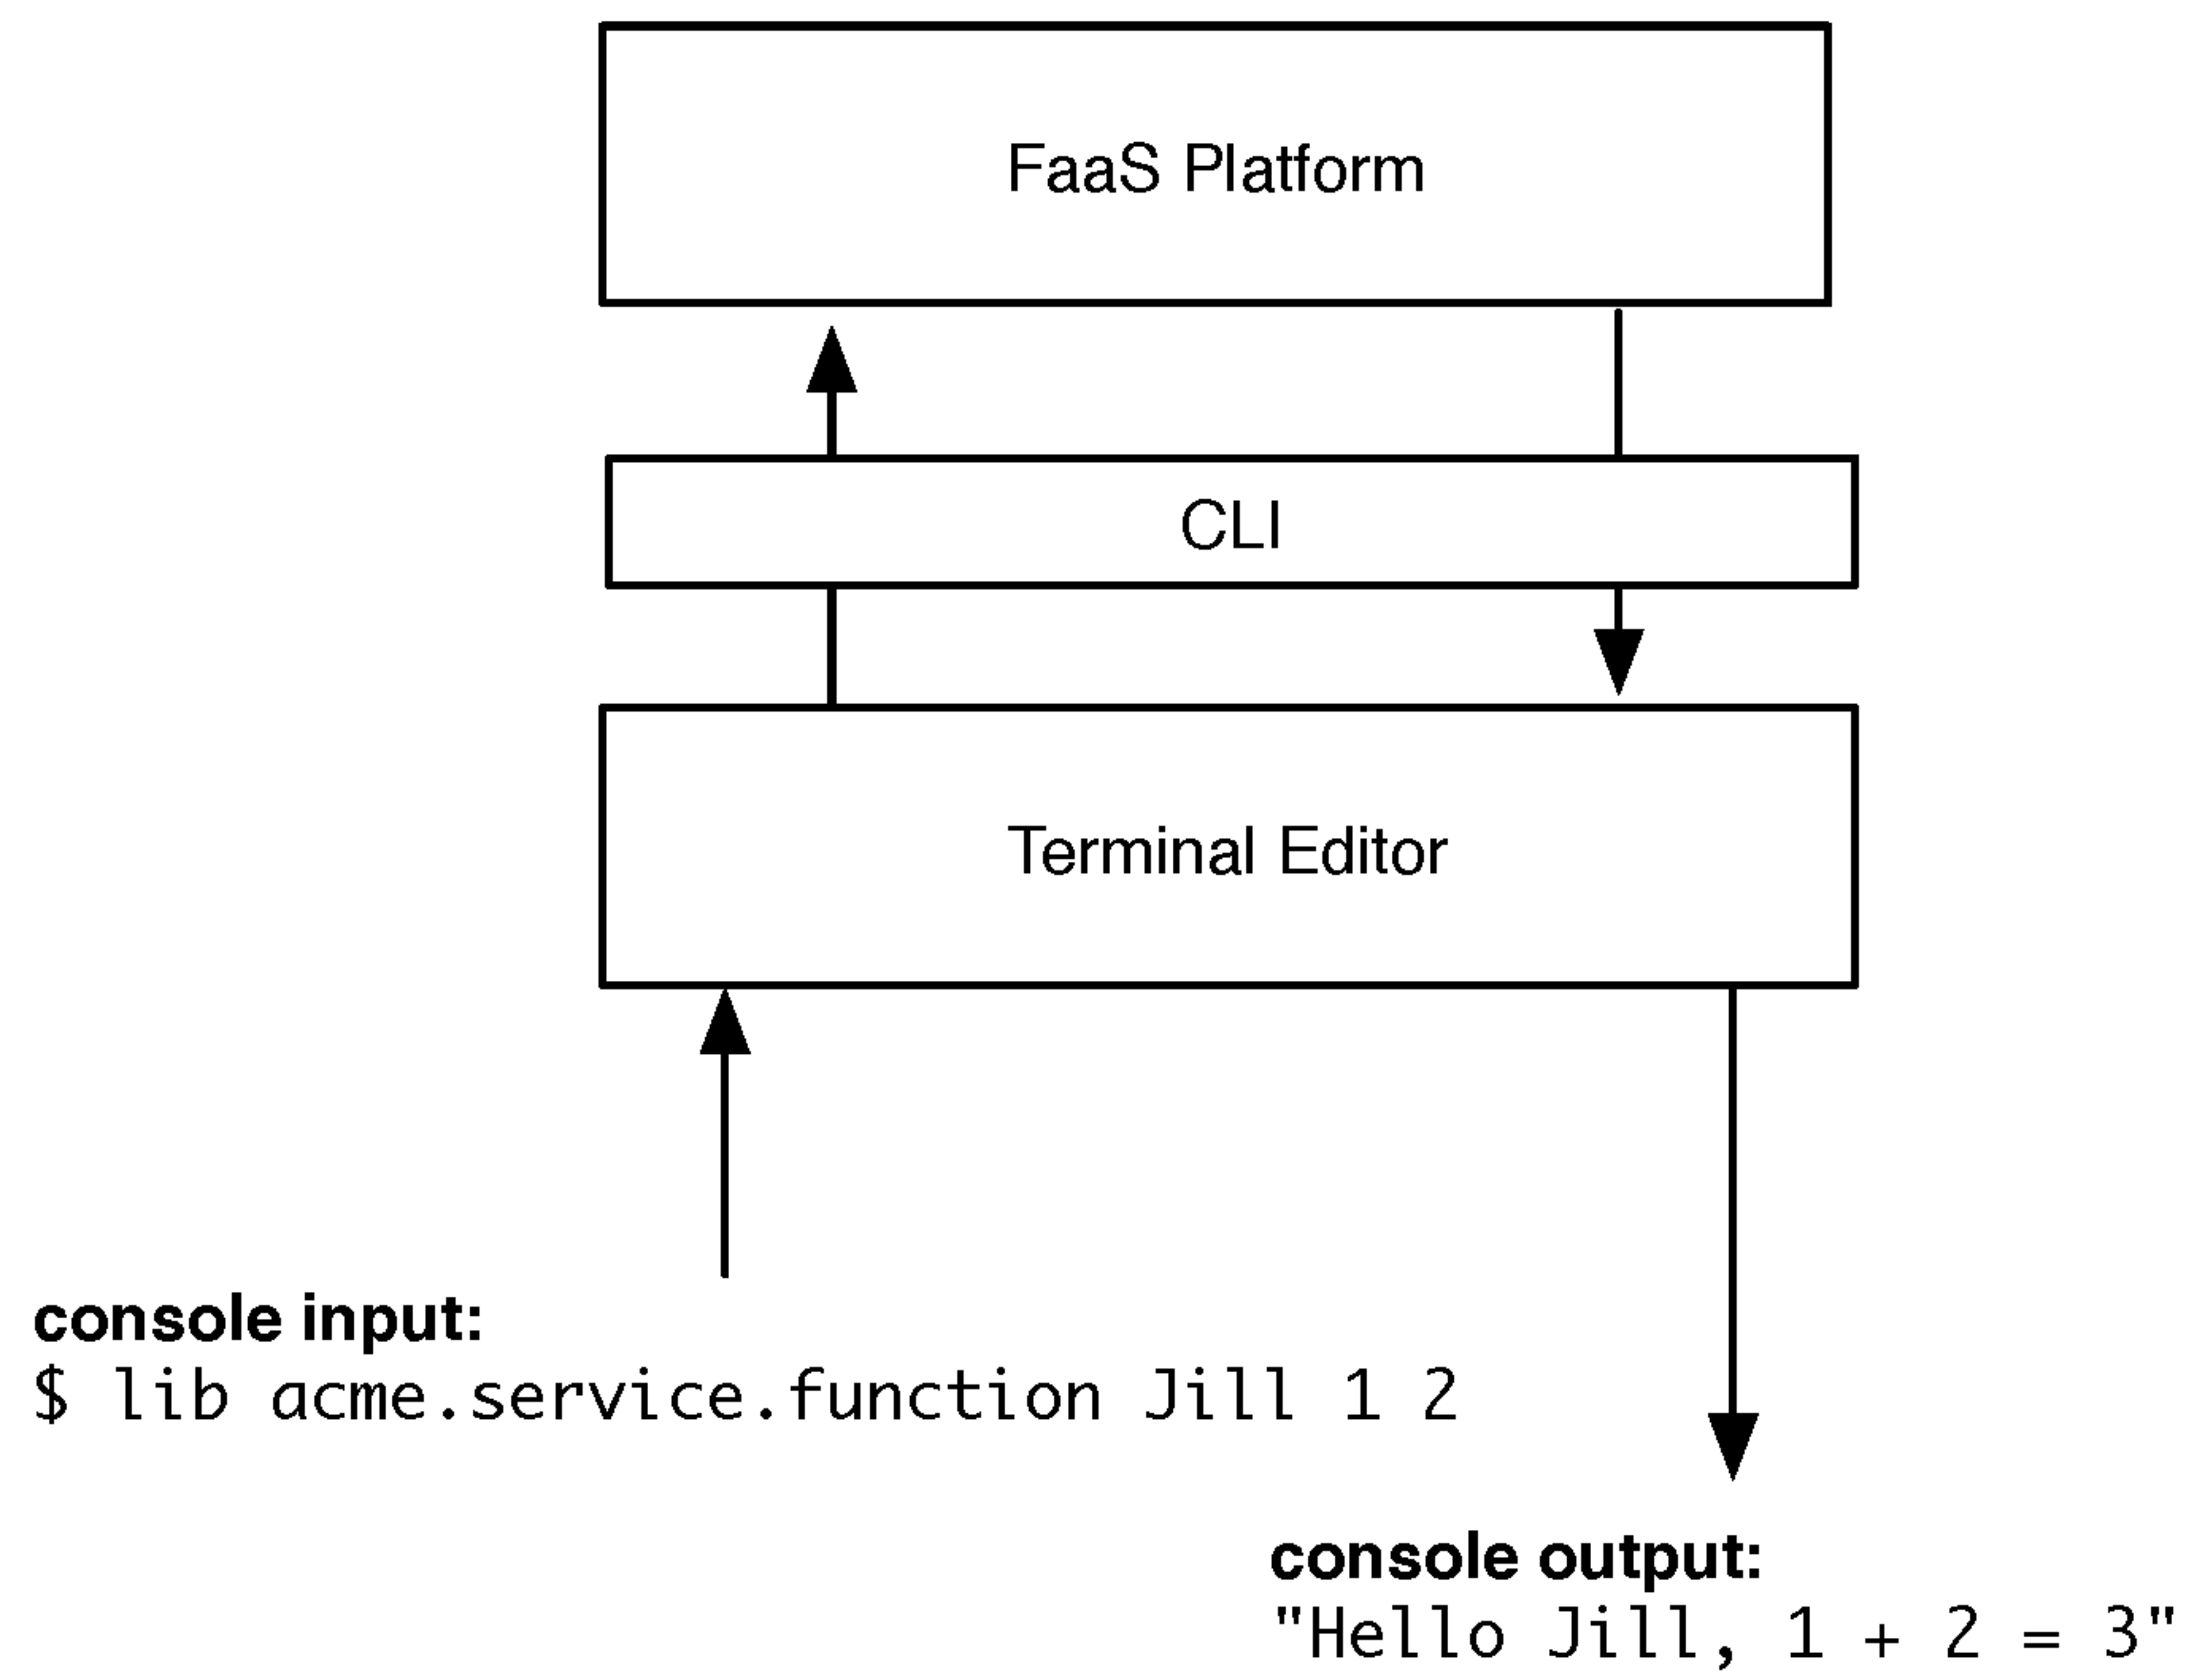 FaaS Platform
CLI
Terminal Editor
console input:
$ lib acme.service.function Jill 1 2
console output:
"Hello Jill, 1 + 2 = 3"